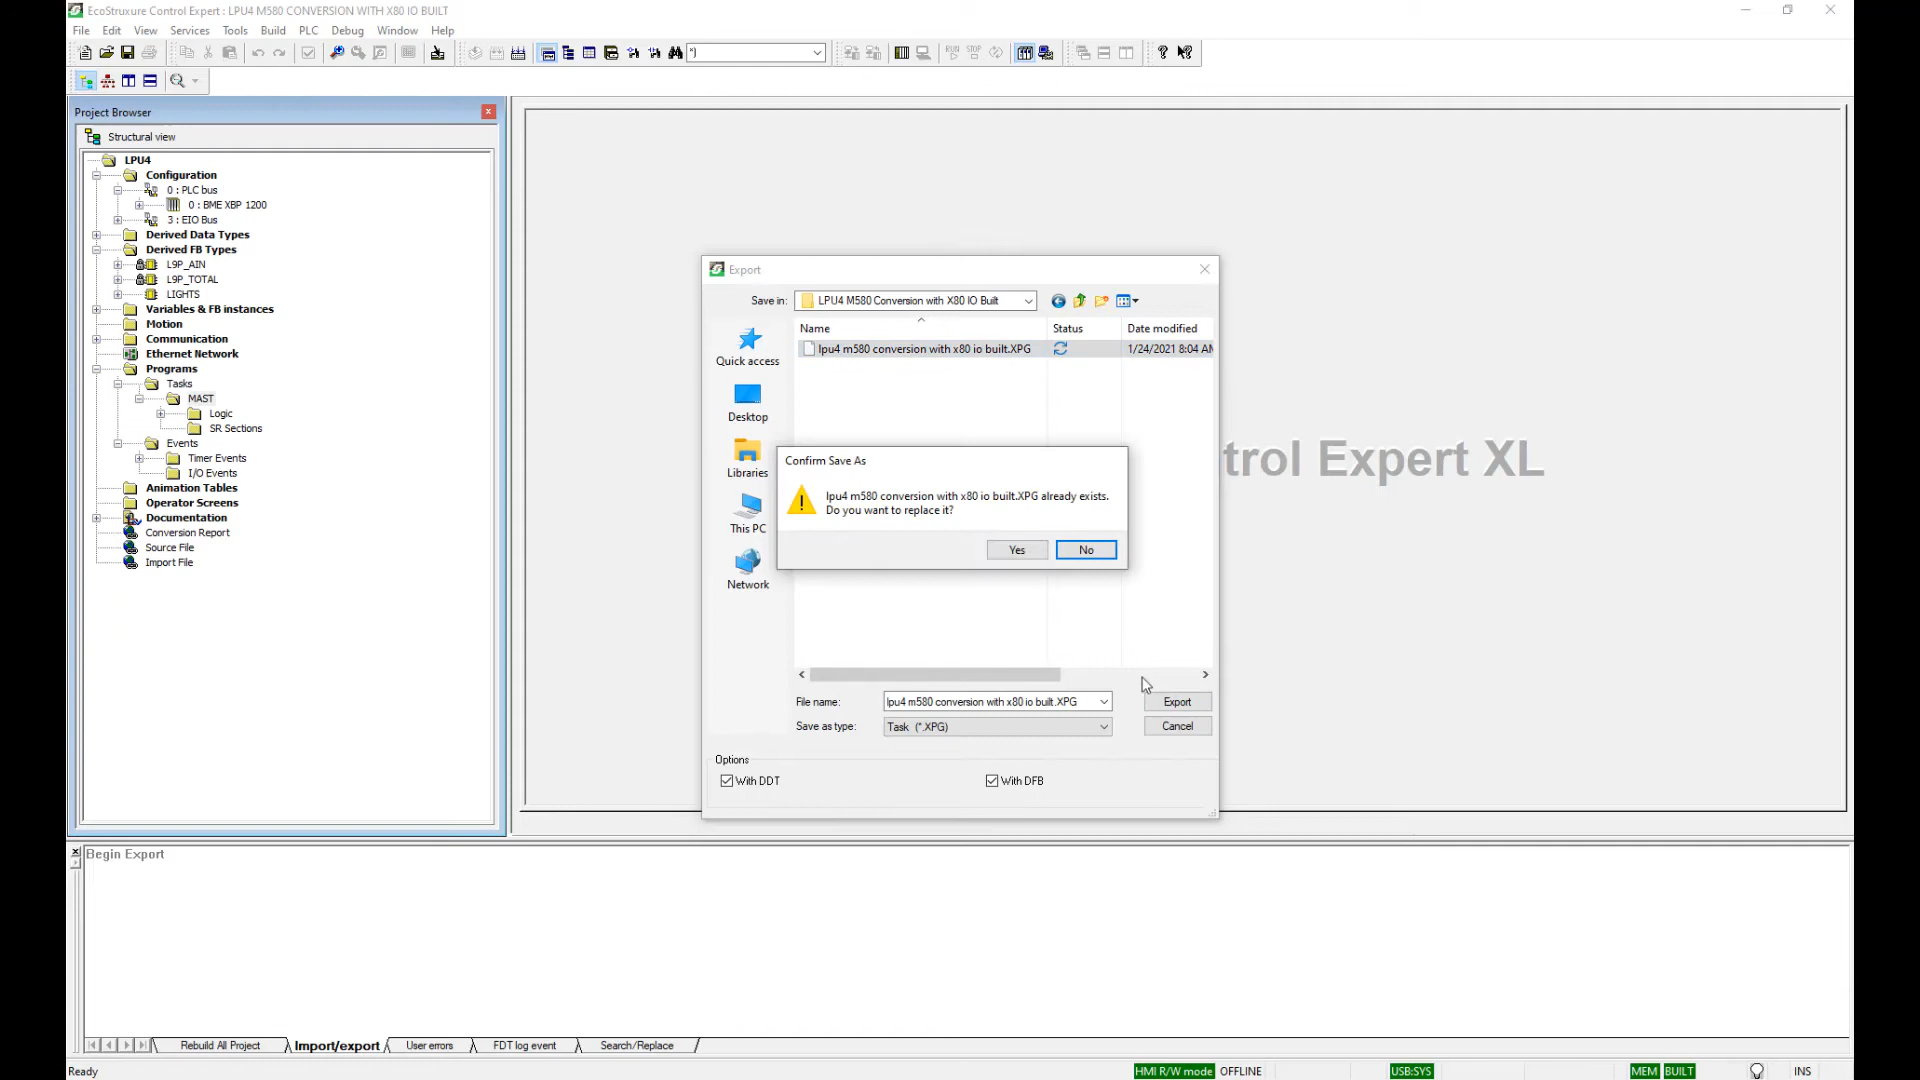 EcoStruxure Control Expert : LPU4 M580 CONVERSION WITH X80 IO BUILT
File Edit View Services Tools Build PLC Debug Window Help
Project Browser
Structural view
LPU4
Configuration
0 : PLC bus
0 : BME XBP 1200
3 : EIO Bus
Derived Data Types
Derived FB Types
L9P_AIN
L9P_TOTAL
LIGHTS
Variables & FB instances
Motion
Communication
Ethernet Network
Programs
Tasks
MAST
Logic
SR Sections
Events
Timer Events
I/O Events
Animation Tables
Operator Screens
Documentation
Conversion Report
Source File
Import File
trol Expert XL
Export
Save in: LPU4 M580 Conversion with X80 IO Built
Name Status Date modified
lpu4 m580 conversion with x80 io built.XPG 1/24/2021 8:04 AM
Quick access
Desktop
Libraries
This PC
Network
Confirm Save As
lpu4 m580 conversion with x80 io built.XPG already exists.
Do you want to replace it?
Yes No
File name: lpu4 m580 conversion with x80 io built.XPG Export
Save as type: Task (*.XPG) Cancel
Options
With DDT With DFB
Begin Export
Rebuild All Project Import/export User errors FDT log event Search/Replace
Ready HMI R/W mode OFFLINE USB:SYS MEM BUILT INS